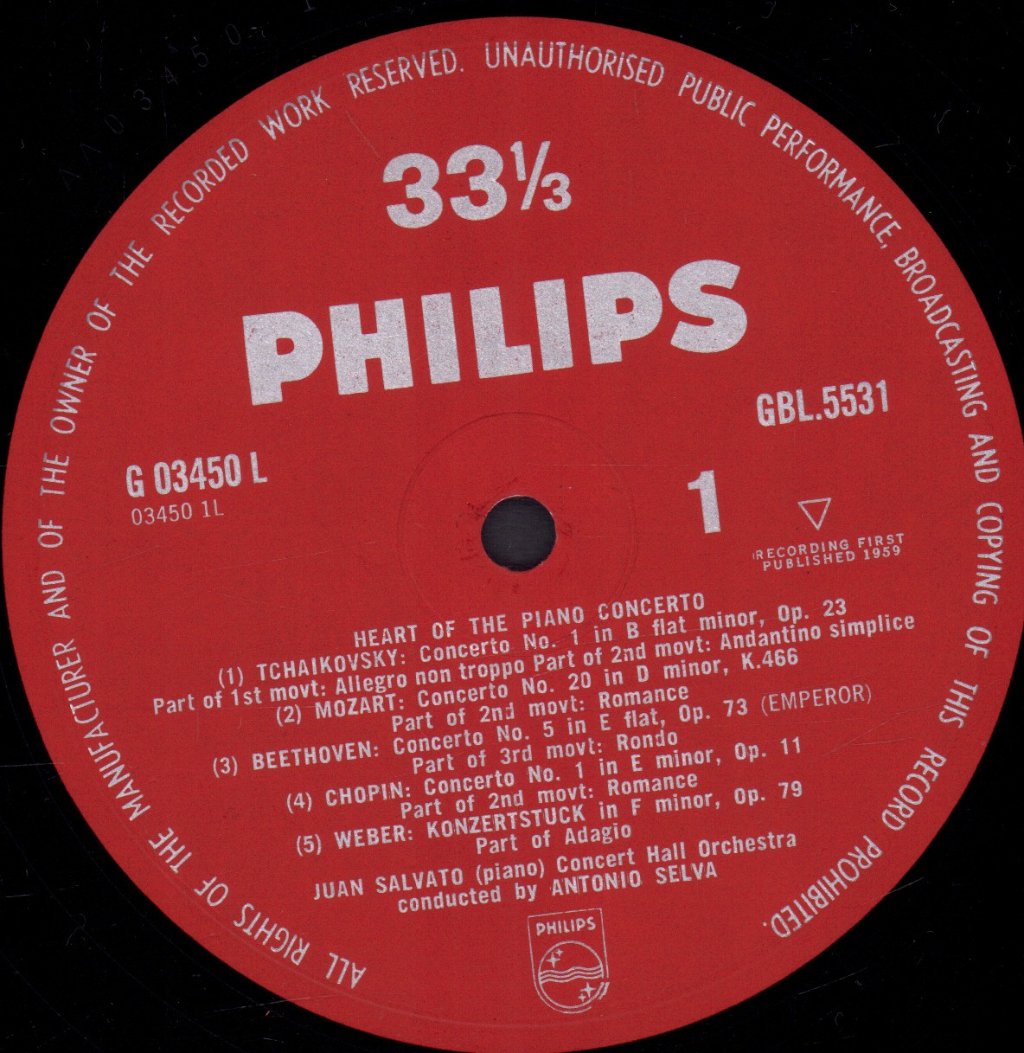 ALL RIGHTS OF THE MANUFACTURER AND OF THE OWNER OF THE RECORDED WORK RESERVED. UNAUTHORISED PUBLIC PERFORMANCE, BROADCASTING AND COPYING OF THIS RECORD PROHIBITED.
33⅓
PHILIPS
GBL.5531
G 03450 L
03450 1L
1
RECORDING FIRST
PUBLISHED 1959
HEART OF THE PIANO CONCERTO
(1) TCHAIKOVSKY: Concerto No. 1 in B flat minor, Op. 23
Part of 1st movt: Allegro non troppo Part of 2nd movt: Andantino simplice
(2) MOZART: Concerto No. 20 in D minor, K.466
Part of 2nd movt: Romance
(3) BEETHOVEN: Concerto No. 5 in E flat, Op. 73 (EMPEROR)
Part of 3rd movt: Rondo
(4) CHOPIN: Concerto No. 1 in E minor, Op. 11
Part of 2nd movt: Romance
(5) WEBER: KONZERTSTUCK in F minor, Op. 79
Part of Adagio
JUAN SALVATO (piano) Concert Hall Orchestra
conducted by ANTONIO SELVA
PHILIPS